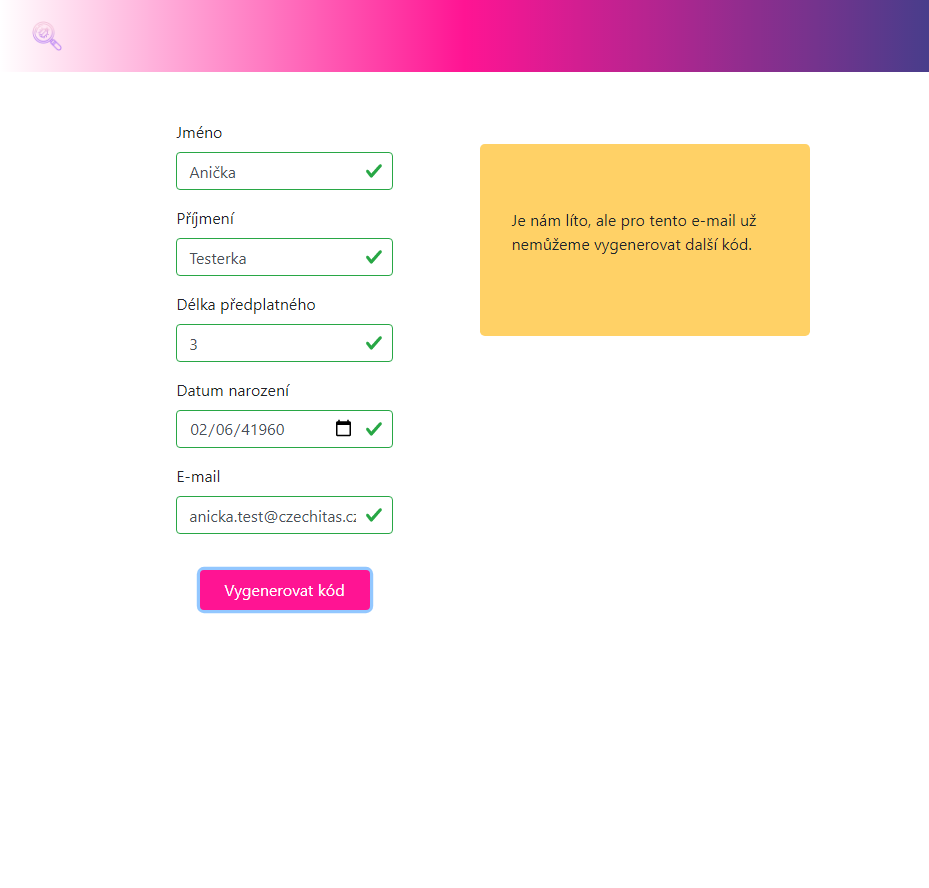 Jméno
Anička
Příjmení
Testerka
Délka předplatného
3
Datum narození
02/06/41960
E-mail
anicka.test@czechitas.cz
Vygenerovat kód
Je nám líto, ale pro tento e-mail už
nemůžeme vygenerovat další kód.